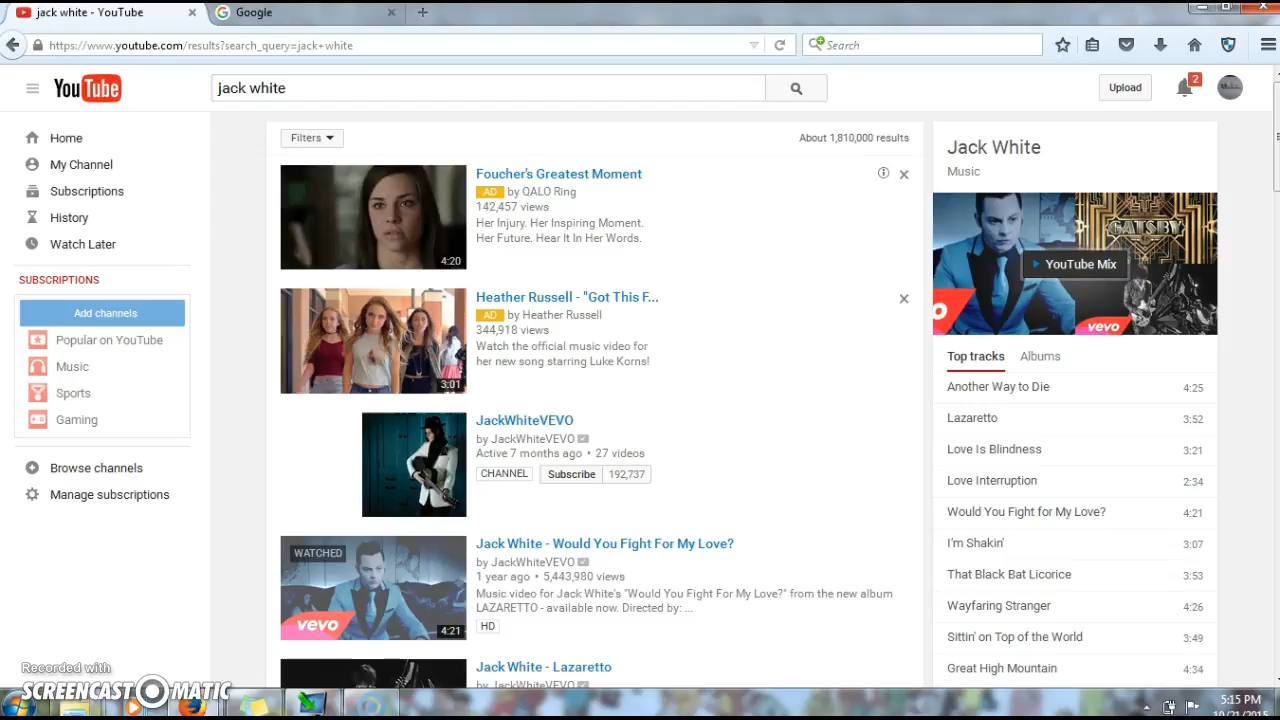 jack white - YouTube
Google
https://www.youtube.com/results?search_query=jack+white
Search
YouTube
jack white
Upload
2
Home
My Channel
Subscriptions
History
Watch Later
SUBSCRIPTIONS
Add channels
Popular on YouTube
Music
Sports
Gaming
Browse channels
Manage subscriptions
Filters
About 1,810,000 results
4:20
Foucher's Greatest Moment
AD by QALO Ring
142,457 views
Her Injury. Her Inspiring Moment.
Her Future. Hear It In Her Words.
3:01
Heather Russell - "Got This F...
AD by Heather Russell
344,918 views
Watch the official music video for
her new song starring Luke Korns!
JackWhiteVEVO
by JackWhiteVEVO
Active 7 months ago • 27 videos
CHANNEL Subscribe 192,737
WATCHED
vevo
4:21
Jack White - Would You Fight For My Love?
by JackWhiteVEVO
1 year ago • 5,443,980 views
Music video for Jack White's "Would You Fight For My Love?" from the new album
LAZARETTO - available now. Directed by: ...
HD
Jack White - Lazaretto
by JackWhiteVEVO
Jack White
Music
GATSBY
YouTube Mix
vevo
Top tracks Albums
Another Way to Die 4:25
Lazaretto 3:52
Love Is Blindness 3:21
Love Interruption 2:34
Would You Fight for My Love? 4:21
I'm Shakin' 3:07
That Black Bat Licorice 3:53
Wayfaring Stranger 4:26
Sittin' on Top of the World 3:49
Great High Mountain 4:34
Recorded with
SCREENCAST-O-MATIC
5:15 PM
10/21/2015